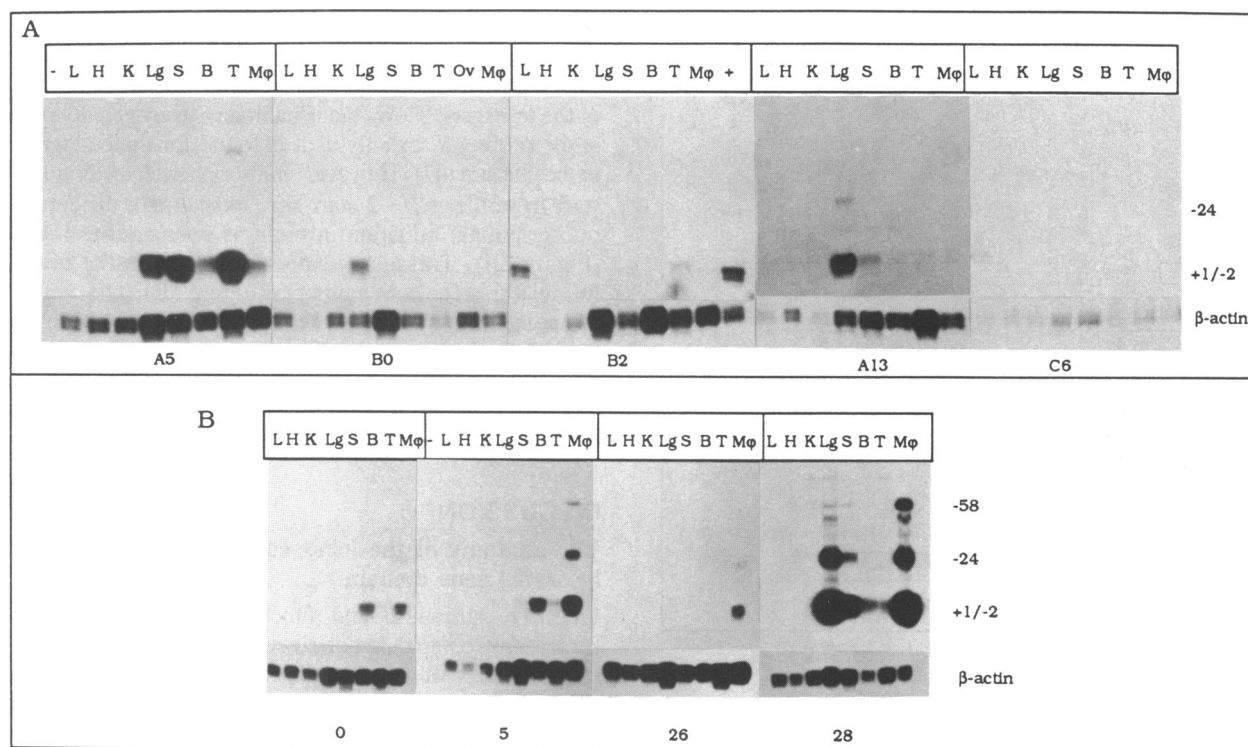 A
- L H K Lg S B T Mφ L H K Lg S B T Ov Mφ L H K Lg S B T Mφ + L H K Lg S B T Mφ L H K Lg S B T Mφ
-24
+1/-2
β-actin
A5 B0 B2 A13 C6
B
L H K Lg S B T Mφ - L H K Lg S B T Mφ L H K Lg S B T Mφ L H K Lg S B T Mφ
-58
-24
+1/-2
β-actin
0 5 26 28